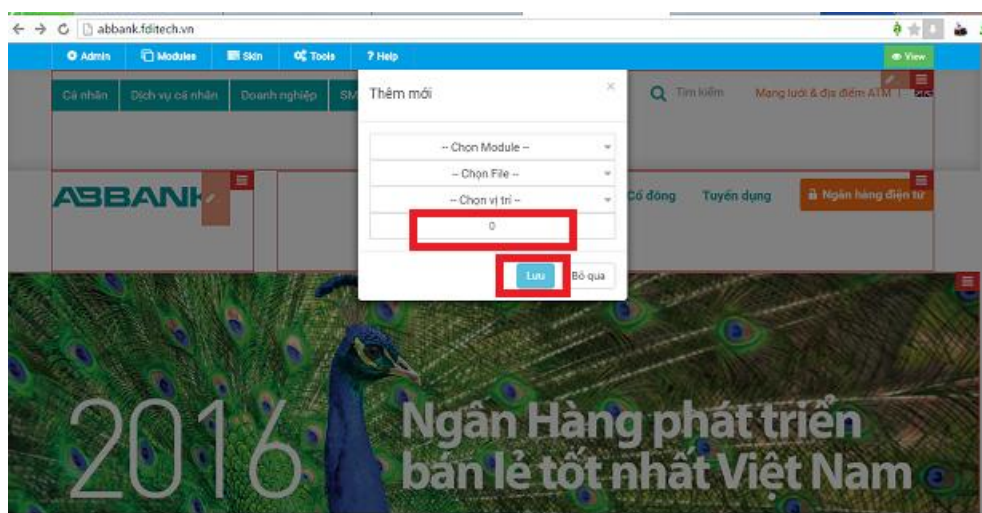 abbank.fditech.vn
Admin Modules Skin Tools ? Help View
Cá nhân Dịch vụ cá nhân Doanh nghiệp SM
Thêm mới ×
Tìm kiếm Mạng lưới & địa điểm ATM
-- Chọn Module --
-- Chọn File --
-- Chọn vị trí --
0
Lưu Bỏ qua
ABBANK
Cổ đông Tuyển dụng Ngân hàng điện tử
2016
Ngân Hàng phát triển
bán lẻ tốt nhất Việt Nam